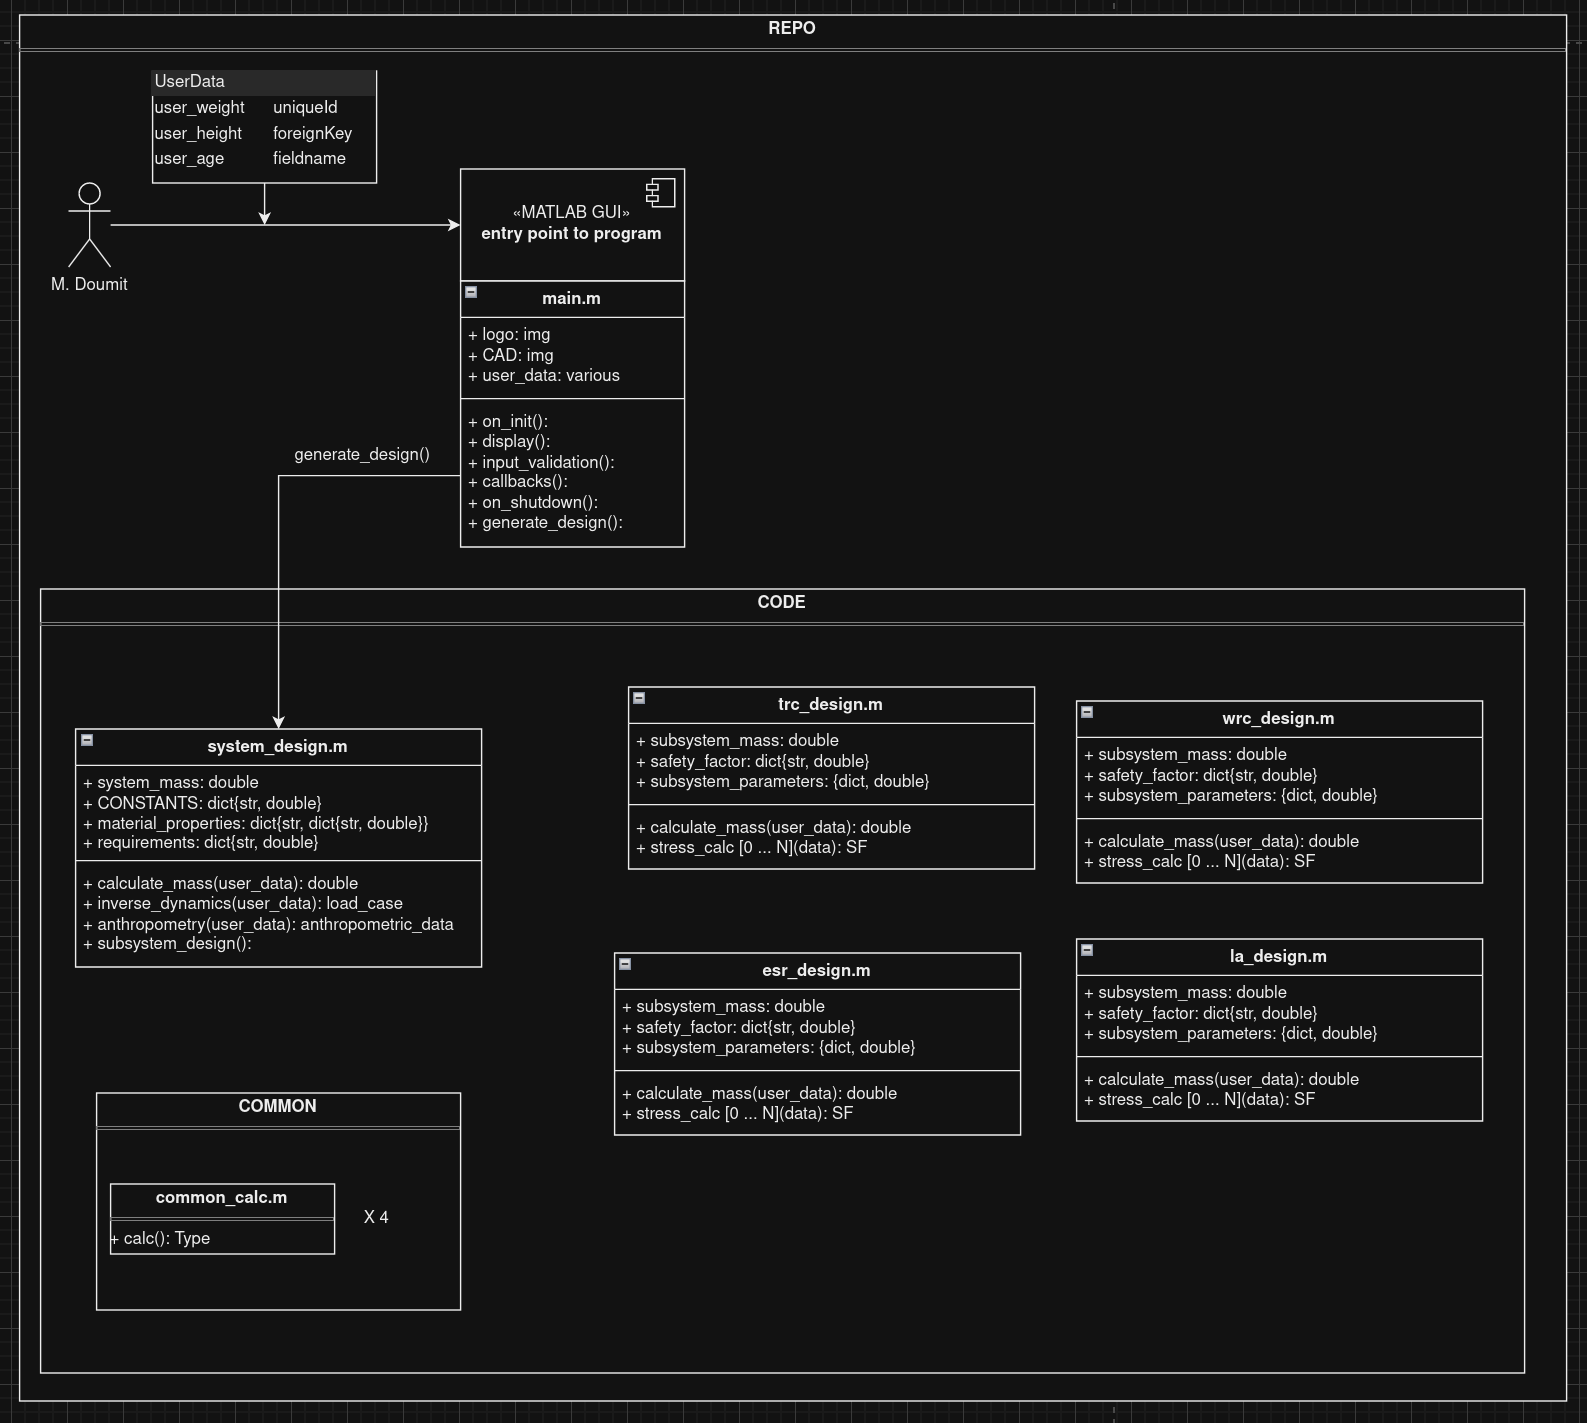 REPO
UserData
user_weight uniqueId
user_height foreignKey
user_age fieldname
M. Doumit
«MATLAB GUI»
entry point to program
main.m
+ logo: img
+ CAD: img
+ user_data: various
+ on_init():
+ display():
+ input_validation():
+ callbacks():
+ on_shutdown():
+ generate_design():
generate_design()
CODE
system_design.m
+ system_mass: double
+ CONSTANTS: dict{str, double}
+ material_properties: dict{str, dict{str, double}}
+ requirements: dict{str, double}
+ calculate_mass(user_data): double
+ inverse_dynamics(user_data): load_case
+ anthropometry(user_data): anthropometric_data
+ subsystem_design():
trc_design.m
+ subsystem_mass: double
+ safety_factor: dict{str, double}
+ subsystem_parameters: {dict, double}
+ calculate_mass(user_data): double
+ stress_calc [0 ... N](data): SF
wrc_design.m
+ subsystem_mass: double
+ safety_factor: dict{str, double}
+ subsystem_parameters: {dict, double}
+ calculate_mass(user_data): double
+ stress_calc [0 ... N](data): SF
esr_design.m
+ subsystem_mass: double
+ safety_factor: dict{str, double}
+ subsystem_parameters: {dict, double}
+ calculate_mass(user_data): double
+ stress_calc [0 ... N](data): SF
la_design.m
+ subsystem_mass: double
+ safety_factor: dict{str, double}
+ subsystem_parameters: {dict, double}
+ calculate_mass(user_data): double
+ stress_calc [0 ... N](data): SF
COMMON
common_calc.m
+ calc(): Type
X 4